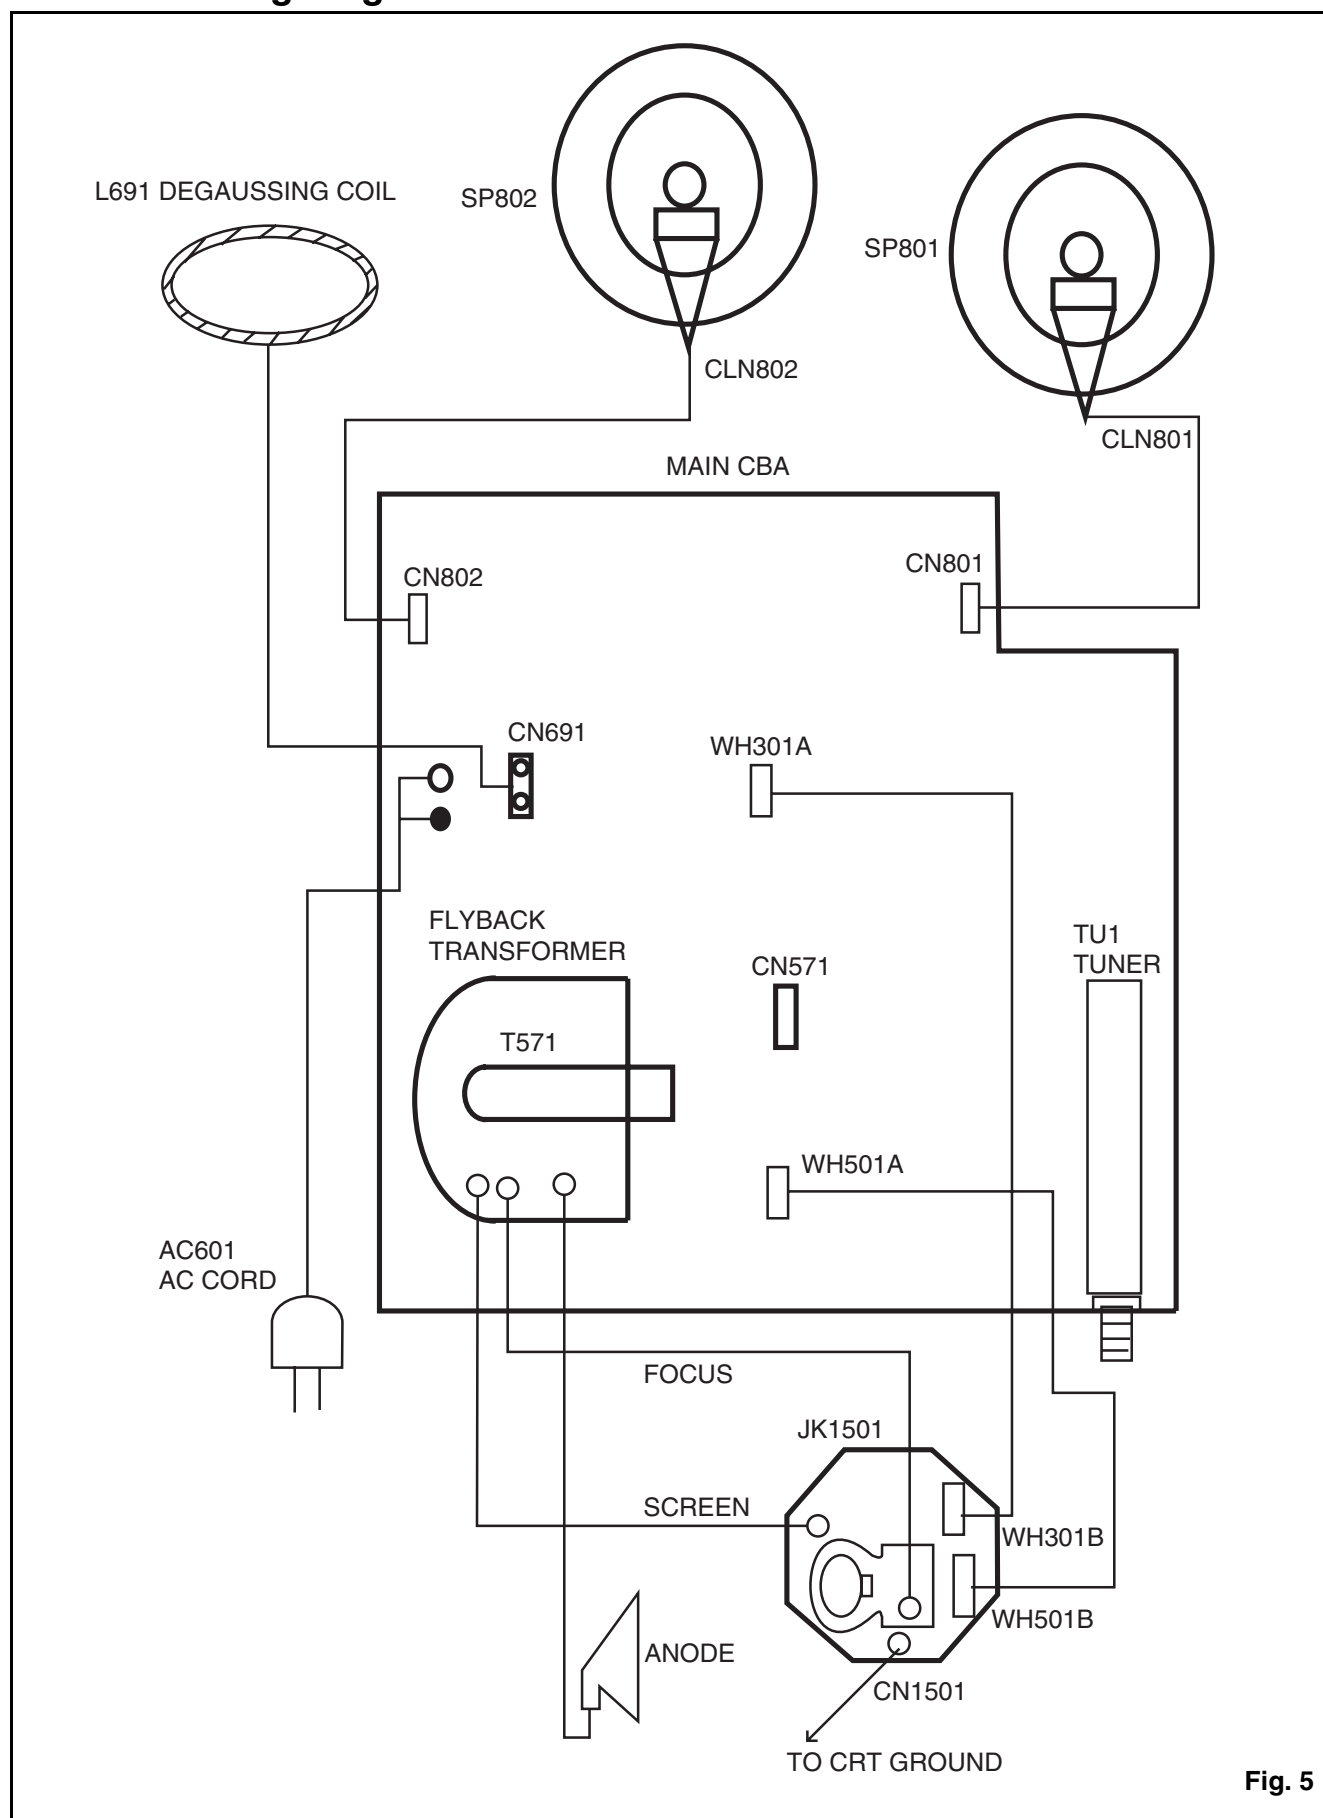 SP802
L691 DEGAUSSING COIL
SP801
CLN802
CLN801
MAIN CBA
CN801
CN802
CN691
WH301A
FLYBACK
TRANSFORMER
TU1
TUNER
CN571
T571
WH501A
AC601
AC CORD
FOCUS
JK1501
SCREEN
WH301B
WH501B
ANODE
CN1501
TO CRT GROUND
Fig. 5